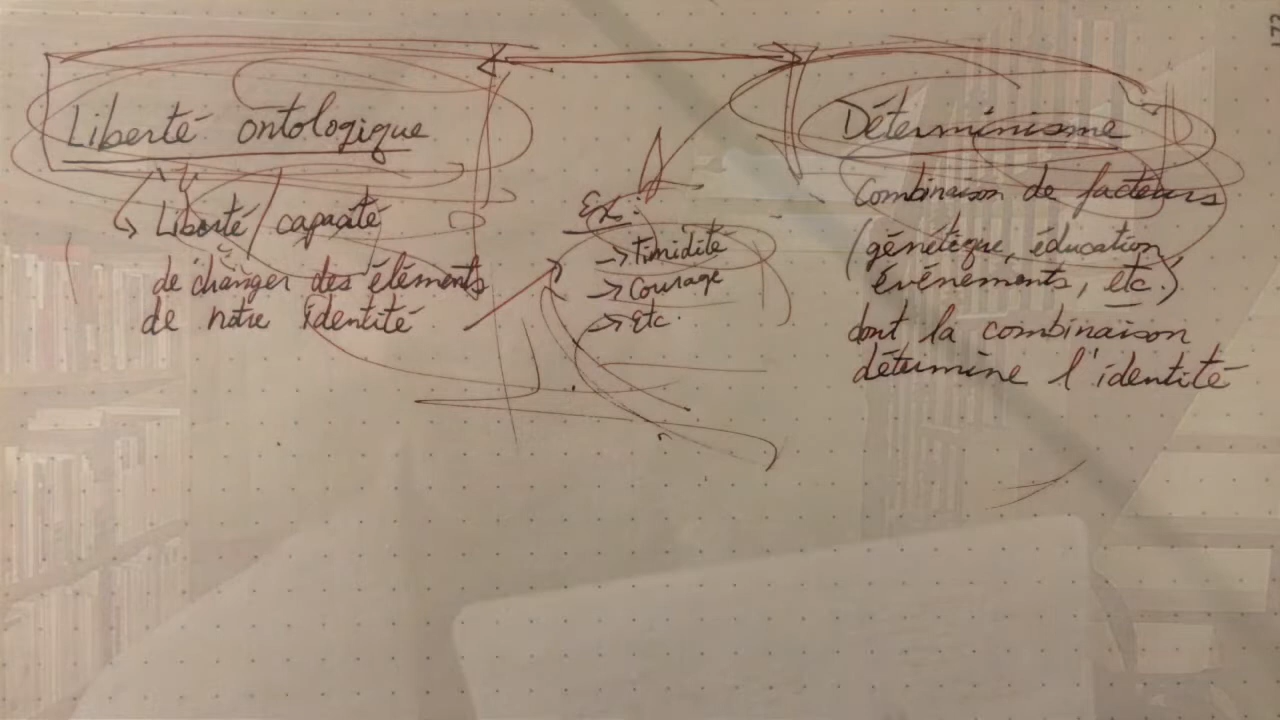 Liberté ontologique
Liberté / capacité
de changer des éléments
de notre identité
Ex:
→ Timidité
→ Courage
→ Etc.
Déterminisme
Combinaison de facteurs
(génétique, éducation,
événements, etc.)
dont la combinaison
détermine l'identité